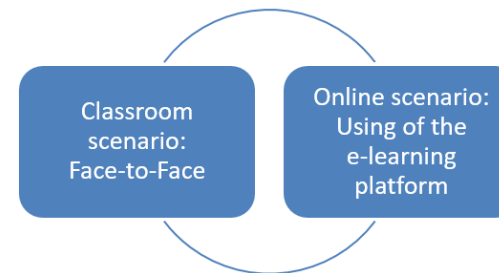 Classroom
scenario:
Face-to-Face
Online scenario:
Using of the
e-learning
platform